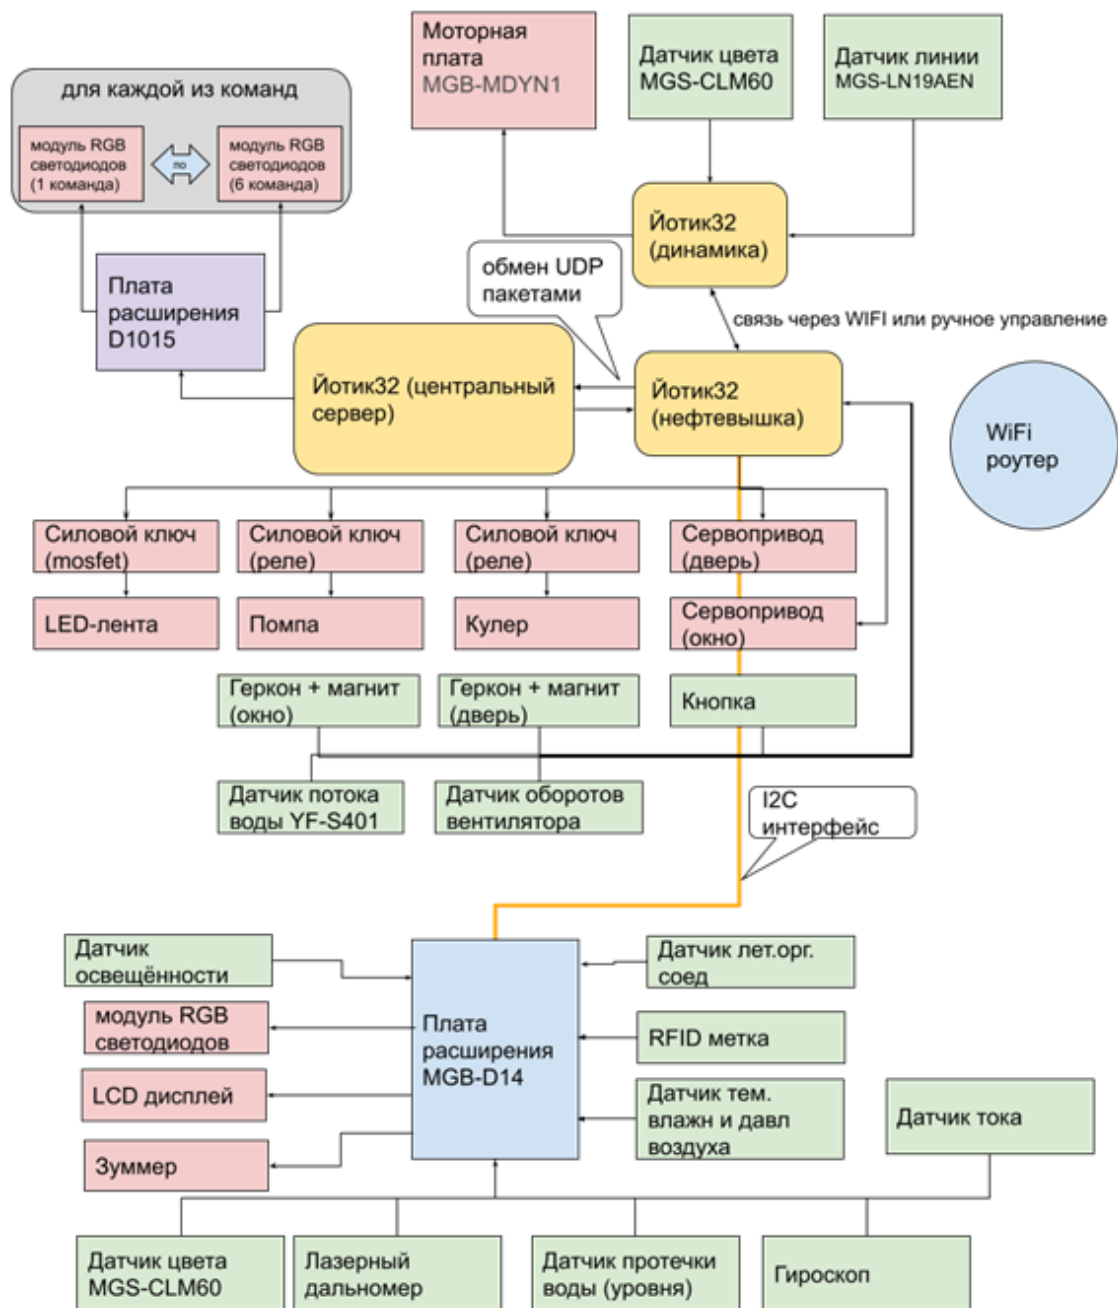 Моторная
плата
MGB-MDYN1
Датчик цвета
MGS-CLM60
Датчик линии
MGS-LN19AEN
для каждой из команд
модуль RGB
светодиодов
(1 команда)
по
модуль RGB
светодиодов
(6 команда)
Йотик32
(динамика)
обмен UDP
пакетами
Плата
расширения
D1015
связь через WIFI или ручное управление
Йотик32 (центральный
сервер)
Йотик32
(нефтевышка)
WiFi
роутер
Силовой ключ
(mosfet)
Силовой ключ
(реле)
Силовой ключ
(реле)
Сервопривод
(дверь)
LED-лента
Помпа
Кулер
Сервопривод
(окно)
Геркон + магнит
(окно)
Геркон + магнит
(дверь)
Кнопка
Датчик потока
воды YF-S401
Датчик оборотов
вентилятора
I2C
интерфейс
Датчик
освещённости
Датчик лет.орг.
соед
модуль RGB
светодиодов
Плата
расширения
MGB-D14
RFID метка
LCD дисплей
Датчик тем.
влажн и давл
воздуха
Датчик тока
Зуммер
Датчик цвета
MGS-CLM60
Лазерный
дальномер
Датчик протечки
воды (уровня)
Гироскоп